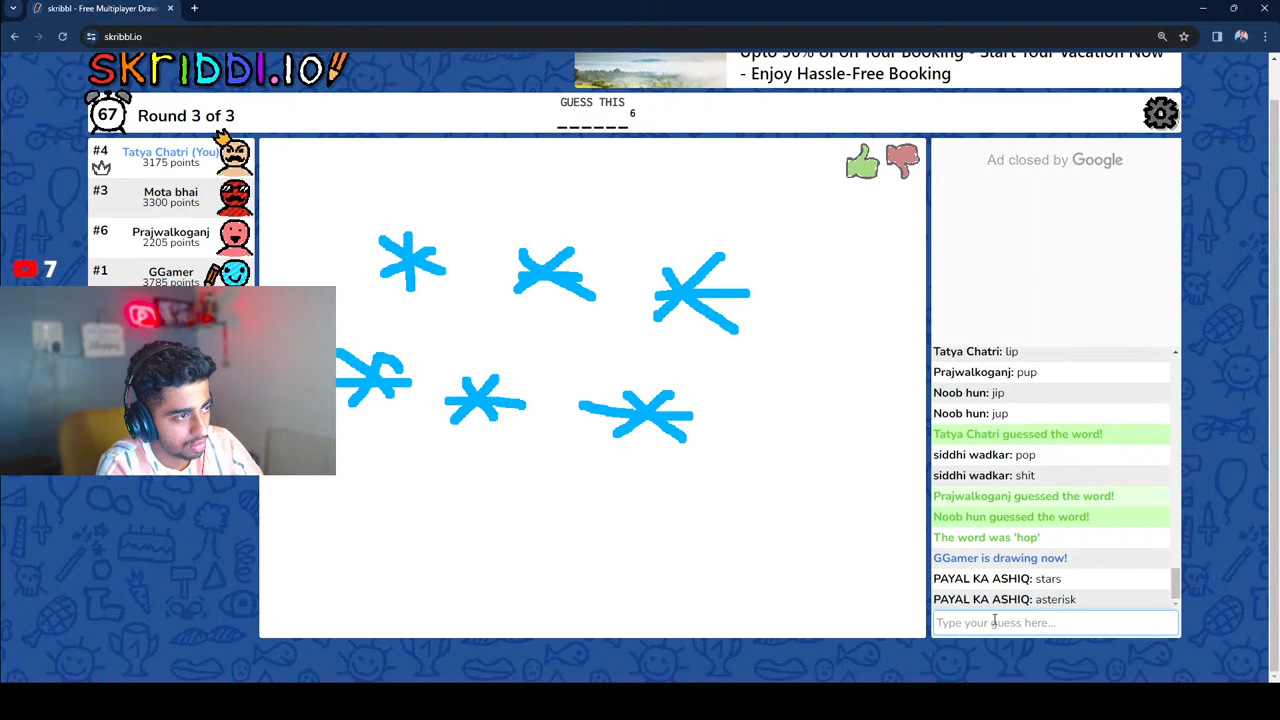 skribbl - Free Multiplayer Draw
skribbl.io
skribbl.io
Upto 30% Off on Your Booking - Start Your Vacation Now
- Enjoy Hassle-Free Booking
67
Round 3 of 3
GUESS THIS
______ 6
#4
Tatya Chatri (You)
3175 points
#3
Mota bhai
3300 points
#6
Prajwalkoganj
2205 points
#1
GGamer
3785 points
7
Ad closed by Google
Tatya Chatri: lip
Prajwalkoganj: pup
Noob hun: jip
Noob hun: jup
Tatya Chatri guessed the word!
siddhi wadkar: pop
siddhi wadkar: shit
Prajwalkoganj guessed the word!
Noob hun guessed the word!
The word was 'hop'
GGamer is drawing now!
PAYAL KA ASHIQ: stars
PAYAL KA ASHIQ: asterisk
Type your guess here...